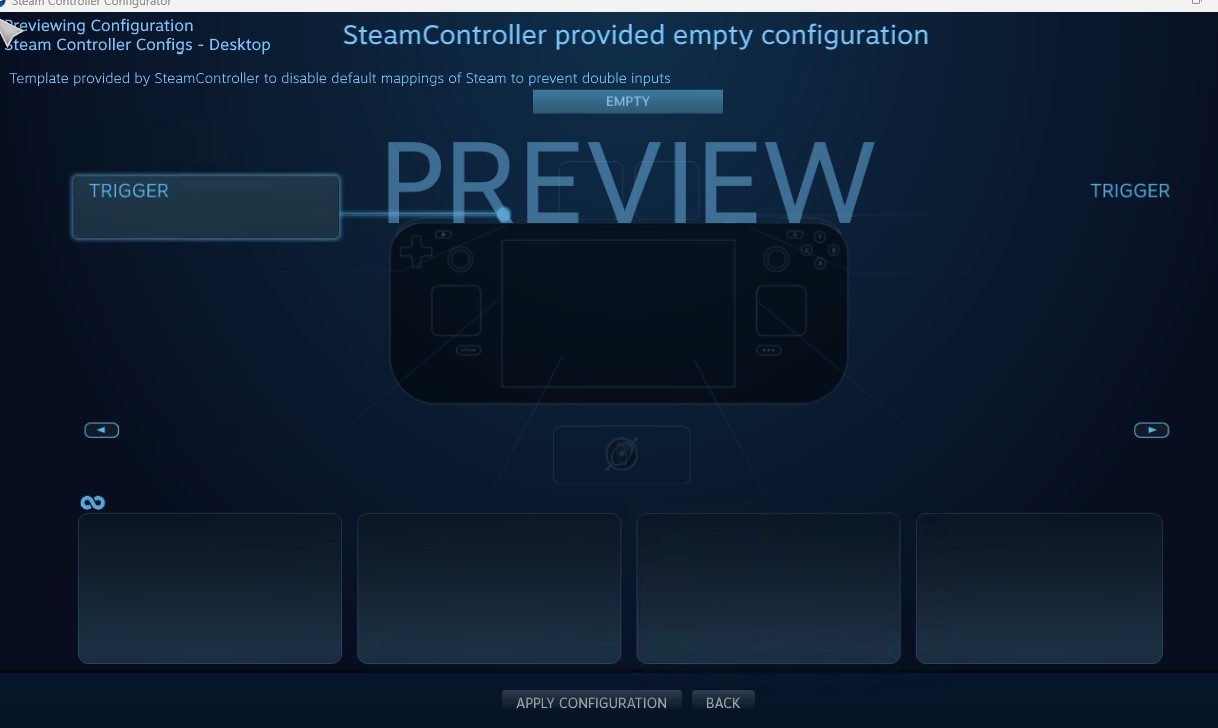 Steam Controller Configurator
Previewing Configuration
Steam Controller Configs - Desktop
SteamController provided empty configuration
Template provided by SteamController to disable default mappings of Steam to prevent double inputs
EMPTY
PREVIEW
TRIGGER
TRIGGER
APPLY CONFIGURATION
BACK